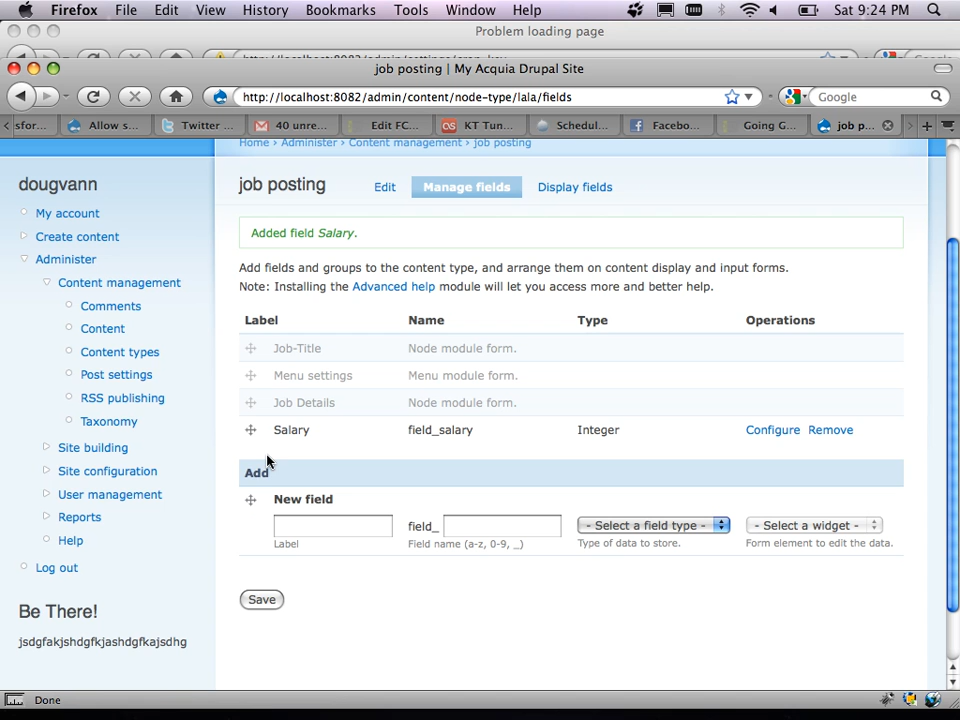 Firefox File Edit View History Bookmarks Tools Window Help Sat 9:24 PM
Problem loading page
job posting | My Acquia Drupal Site
http://localhost:8082/admin/content/node-type/lala/fields Google
sfor... Allow s... Twitter ... 40 unre... Edit FC... KT Tun... Schedul... Facebo... Going G... job p...
Home › Administer › Content management › job posting
dougvann
My account
Create content
Administer
Content management
Comments
Content
Content types
Post settings
RSS publishing
Taxonomy
Site building
Site configuration
User management
Reports
Help
Log out
Be There!
jsdgfakjshdgfkjashdgfkajsdhg
job posting Edit Manage fields Display fields
Added field Salary.
Add fields and groups to the content type, and arrange them on content display and input forms.
Note: Installing the Advanced help module will let you access more and better help.
Label Name Type Operations
Job-Title Node module form.
Menu settings Menu module form.
Job Details Node module form.
Salary field_salary Integer Configure Remove
Add
New field
field_ - Select a field type - - Select a widget -
Label Field name (a-z, 0-9, _) Type of data to store. Form element to edit the data.
Save
Done